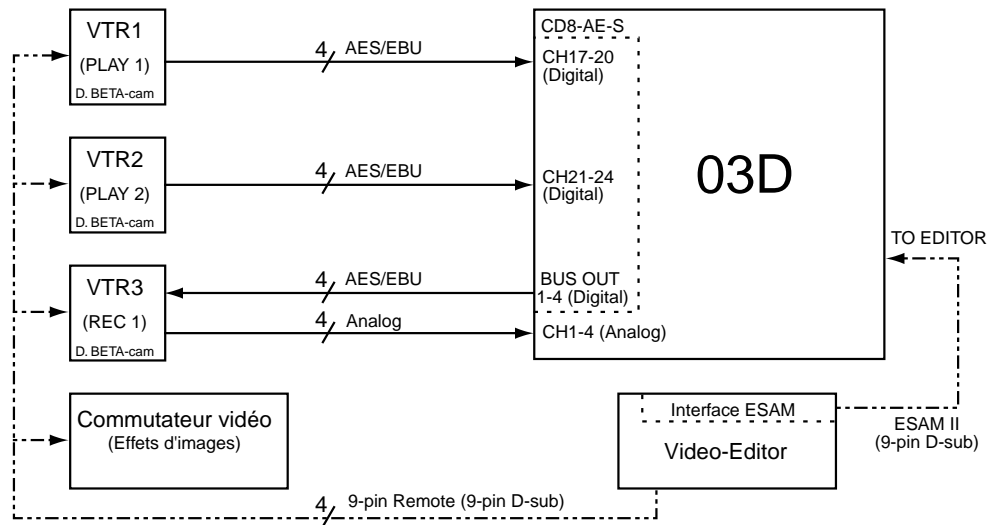 VTR1
(PLAY 1)
D. BETA-cam
4 AES/EBU
CD8-AE-S
CH17-20
(Digital)
VTR2
(PLAY 2)
D. BETA-cam
4 AES/EBU
CH21-24
(Digital)
03D
TO EDITOR
VTR3
(REC 1)
D. BETA-cam
4 AES/EBU
BUS OUT
1-4 (Digital)
4 Analog
CH1-4 (Analog)
Commutateur vidéo
(Effets d'images)
Interface ESAM
Video-Editor
ESAM II
(9-pin D-sub)
4 9-pin Remote (9-pin D-sub)